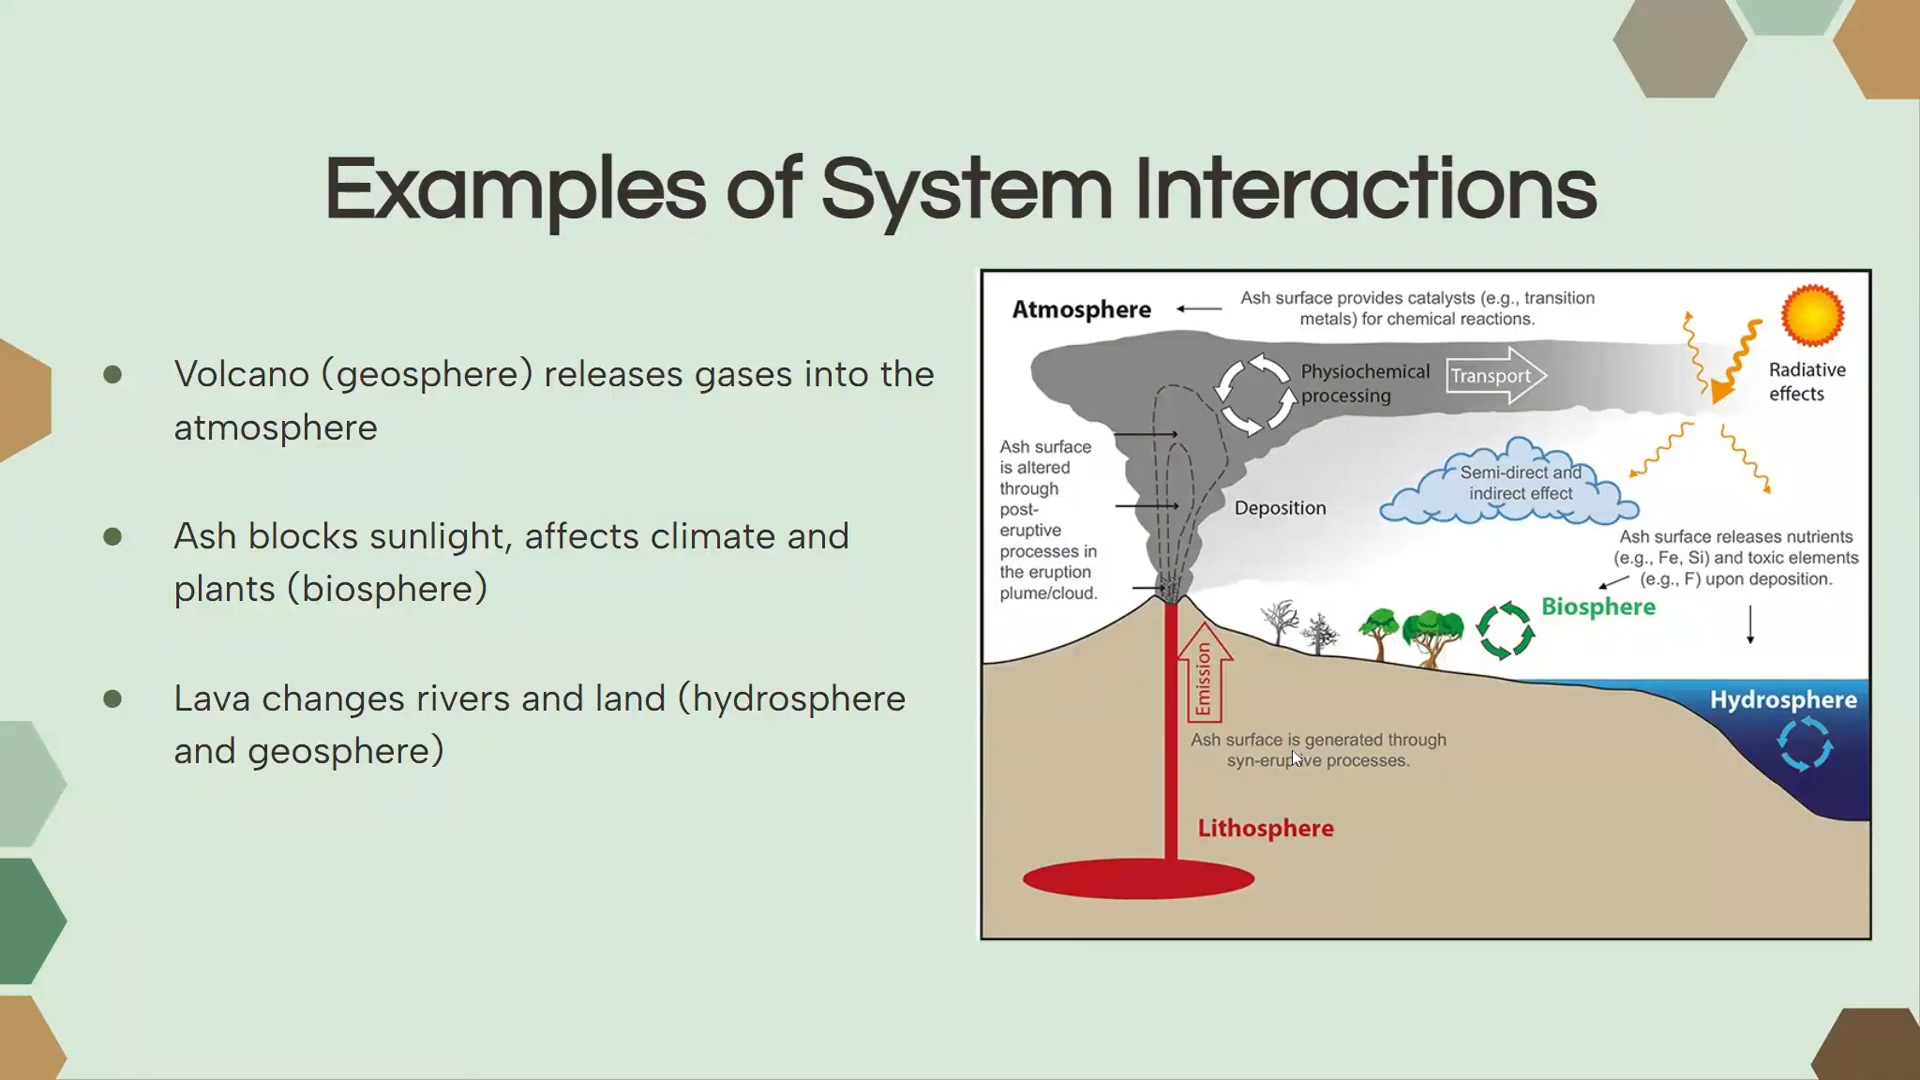 Examples of System Interactions
Volcano (geosphere) releases gases into the
atmosphere
Ash blocks sunlight, affects climate and
plants (biosphere)
Lava changes rivers and land (hydrosphere
and geosphere)
Atmosphere
Ash surface provides catalysts (e.g., transition
metals) for chemical reactions.
Physiochemical
processing
Transport
Radiative
effects
Ash surface
is altered
through
post-
eruptive
processes in
the eruption
plume/cloud.
Deposition
Semi-direct and
indirect effect
Ash surface releases nutrients
(e.g., Fe, Si) and toxic elements
(e.g., F) upon deposition.
Biosphere
Emission
Hydrosphere
Ash surface is generated through
syn-eruptive processes.
Lithosphere